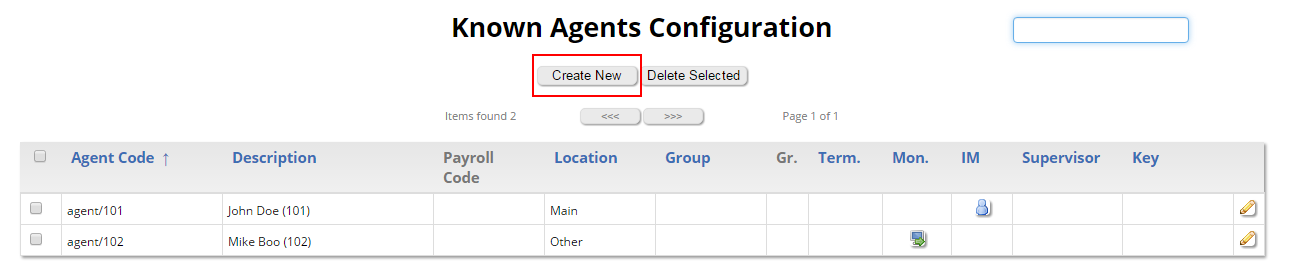 Known Agents Configuration
Create New Delete Selected
Items found 2 <<< >>> Page 1 of 1
Agent Code ↑ Description Payroll Code Location Group Gr. Term. Mon. IM Supervisor Key
agent/101 John Doe (101) Main
agent/102 Mike Boo (102) Other